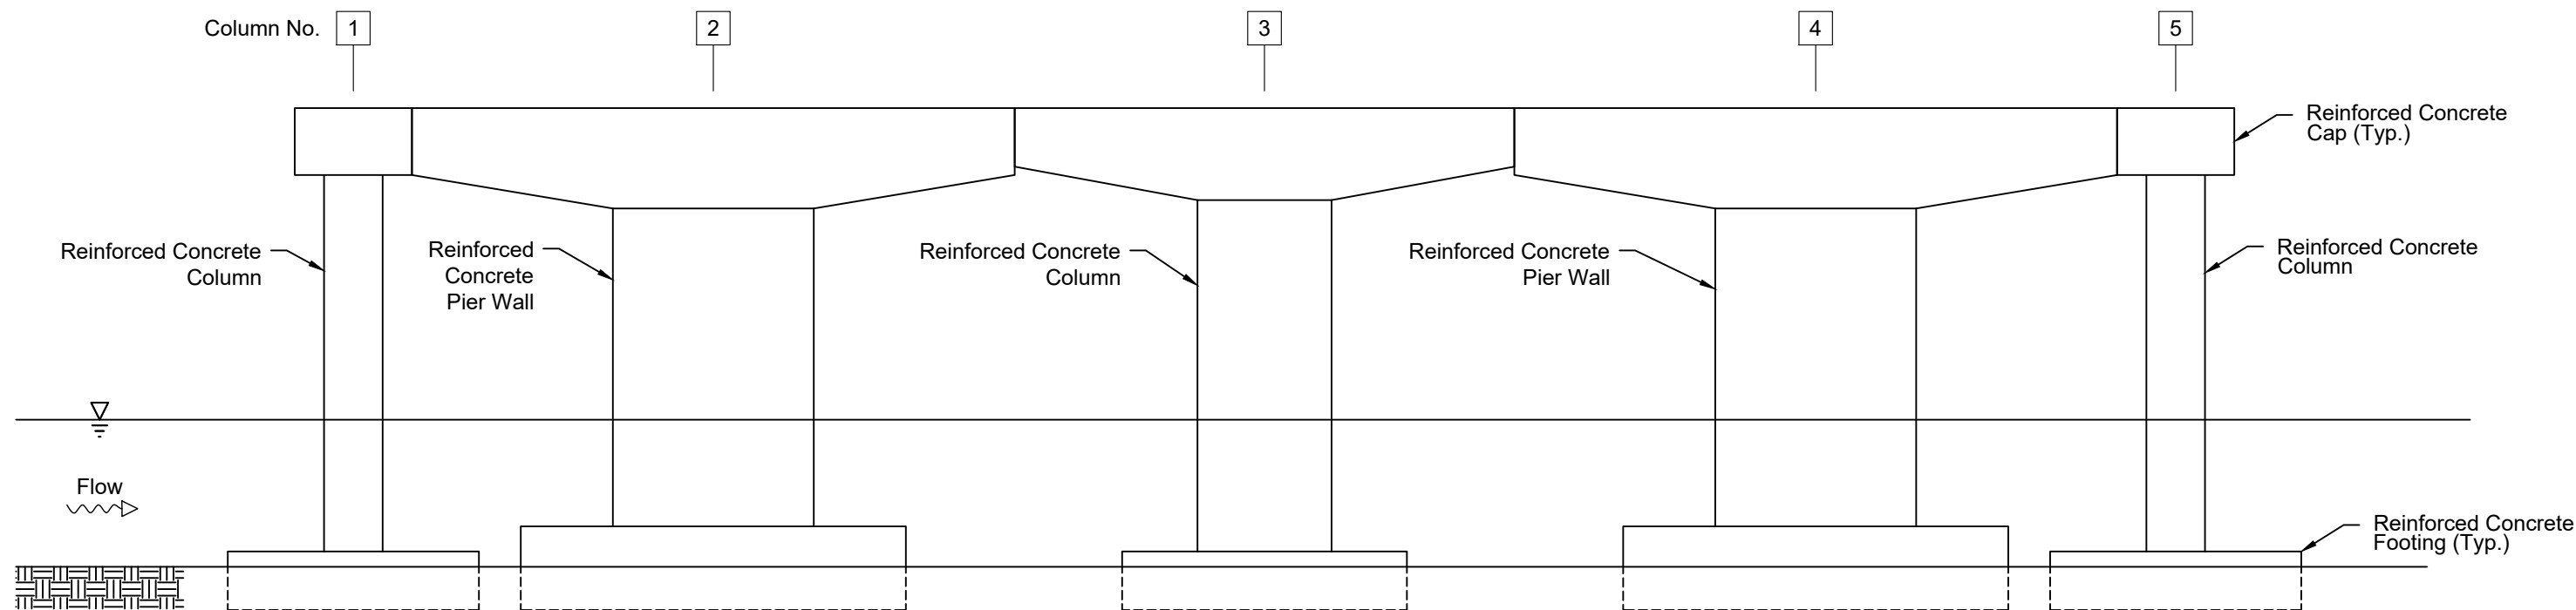 Column No. 1 2 3 4 5
Reinforced Concrete
Cap (Typ.)
Reinforced Concrete
Column
Reinforced
Concrete
Pier Wall
Reinforced Concrete
Column
Reinforced Concrete
Pier Wall
Reinforced Concrete
Column
Flow
Reinforced Concrete
Footing (Typ.)